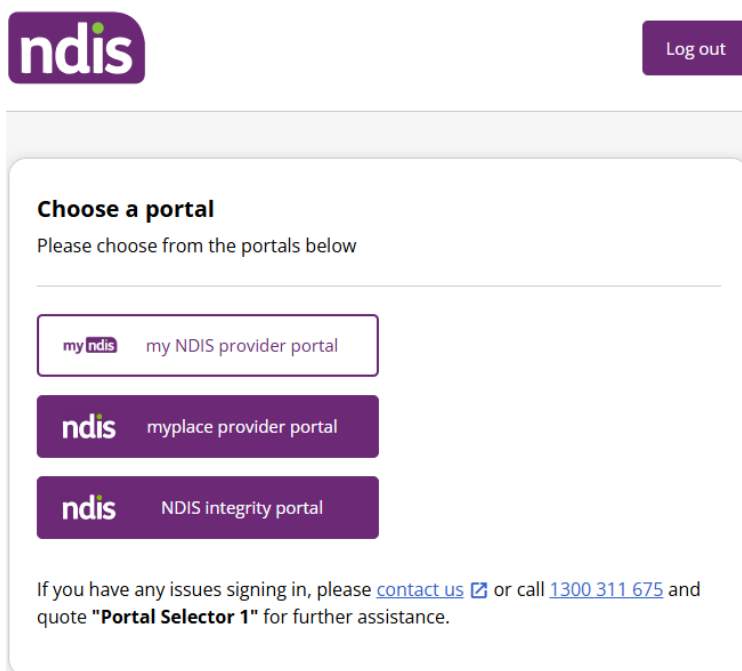 ndis
Log out
Choose a portal
Please choose from the portals below
my ndis my NDIS provider portal
ndis myplace provider portal
ndis NDIS integrity portal
If you have any issues signing in, please contact us or call 1300 311 675 and
quote "Portal Selector 1" for further assistance.